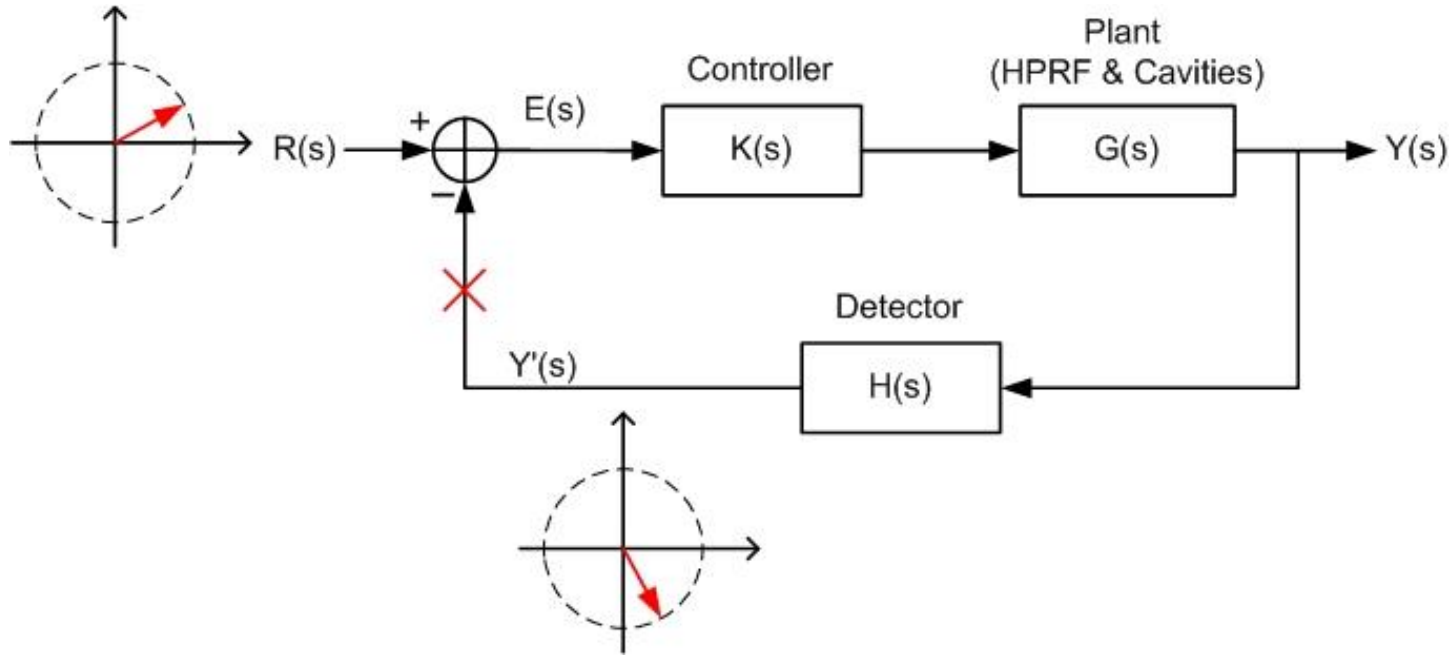 Plant
(HPRF & Cavities)
Controller
E(s)
+
R(s)
K(s)
G(s)
Y(s)
−
Detector
Y'(s)
H(s)